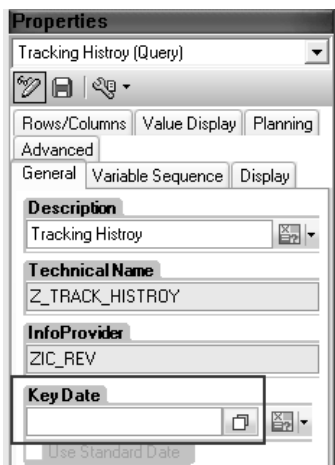 Properties
Tracking Histroy (Query)
Rows/Columns Value Display Planning
Advanced
General Variable Sequence Display
Description
Tracking Histroy
Technical Name
Z_TRACK_HISTROY
InfoProvider
ZIC_REV
Key Date
Use Standard Date